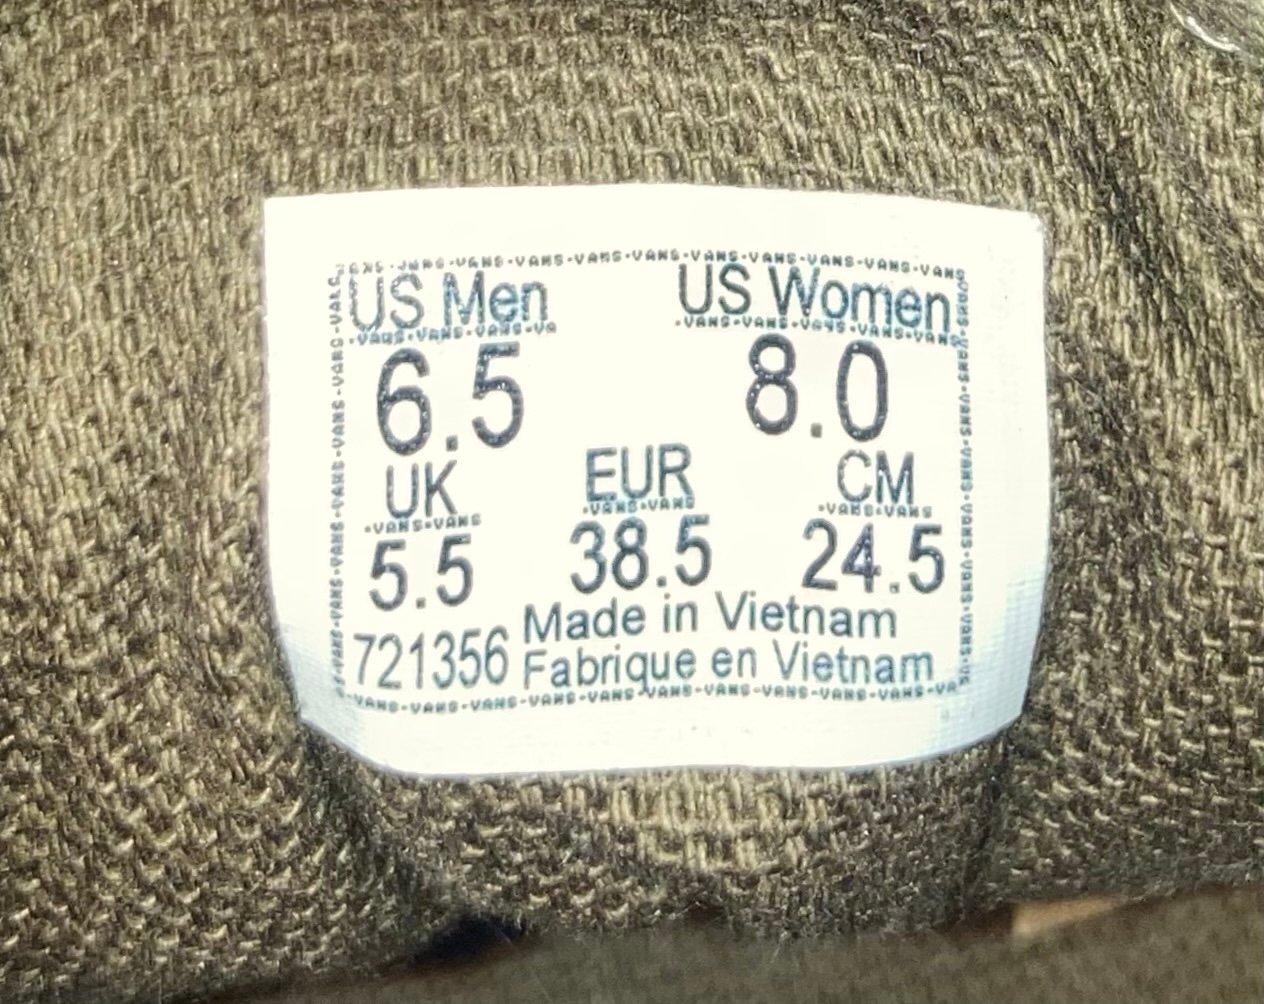 US Men US Women
6.5 8.0
UK EUR CM
5.5 38.5 24.5
721356 Made in Vietnam
Fabrique en Vietnam